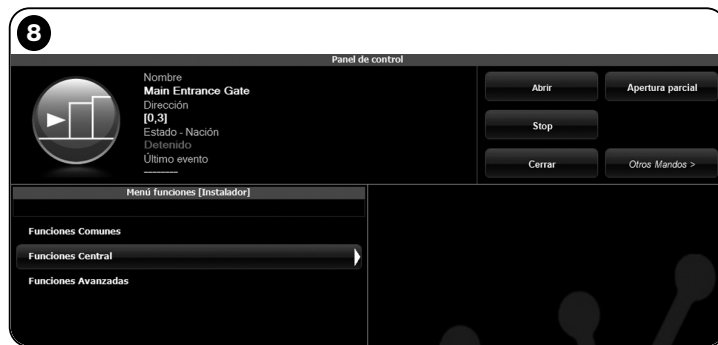 8
Panel de control
Nombre
Main Entrance Gate
Dirección
[0,3]
Estado - Nación
Detenido
Último evento
--------
Abrir
Apertura parcial
Stop
Cerrar
Otros Mandos >
Menú funciones [Instalador]
Funciones Comunes
Funciones Central
Funciones Avanzadas